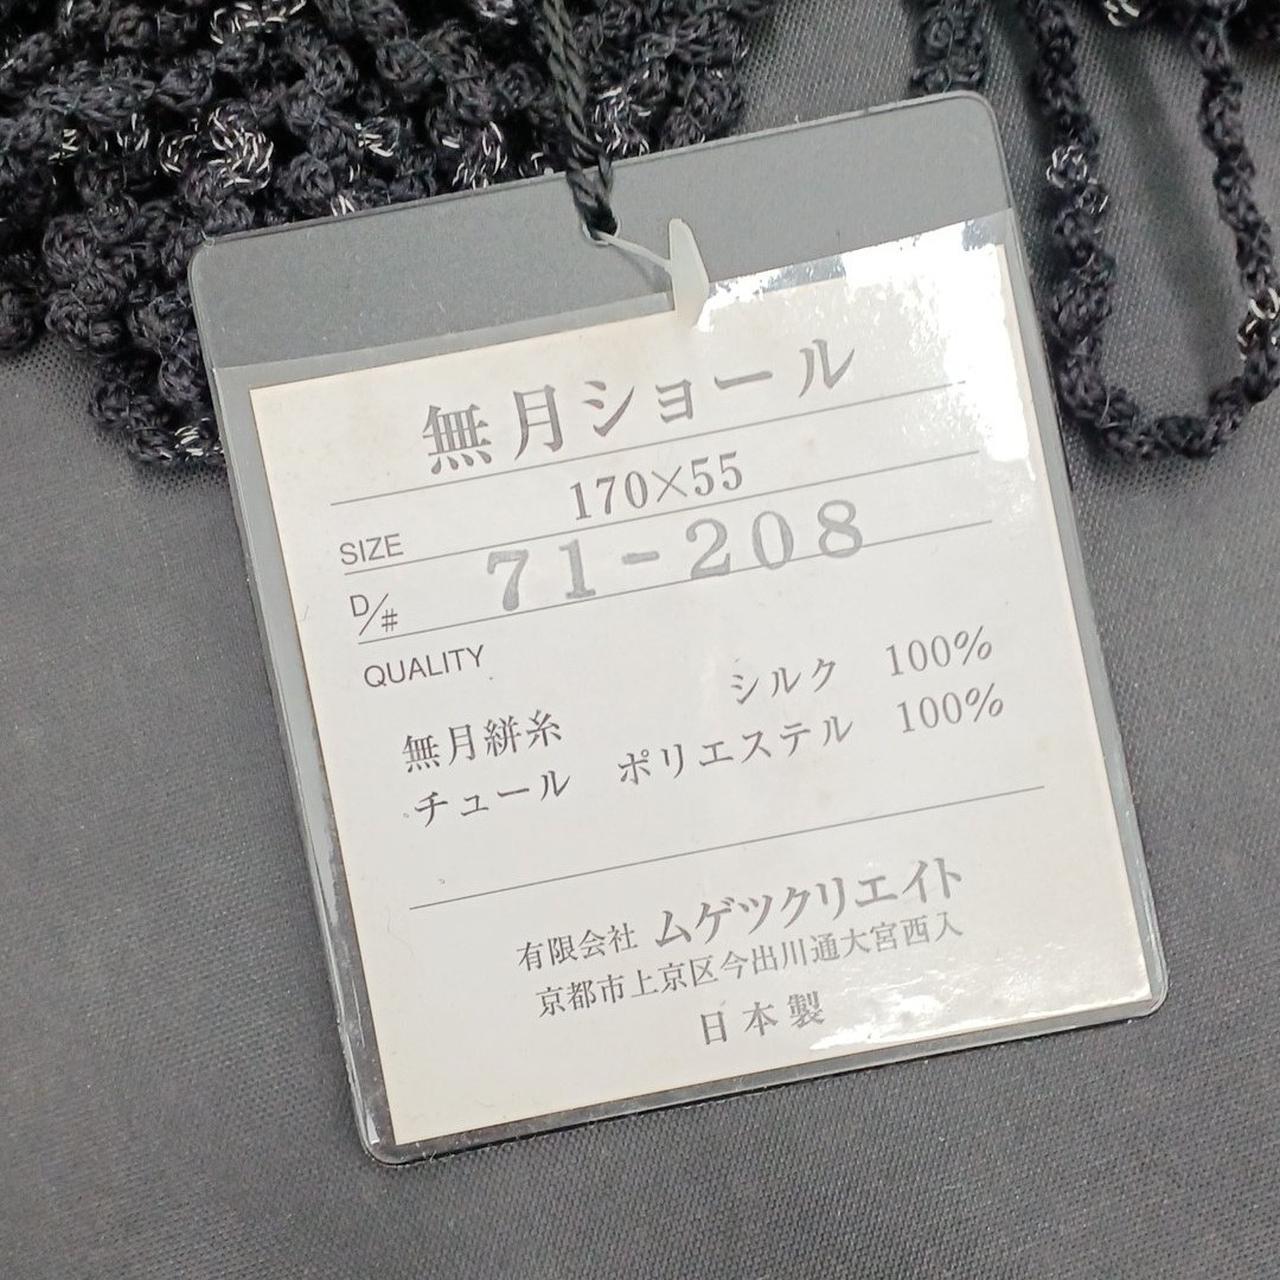 無月ショール
SIZE 170×55
D/# 71-208
QUALITY
無月絣糸 シルク 100%
チュール ポリエステル 100%
有限会社 ムゲツクリエイト
京都市上京区今出川通大宮西入
日本製